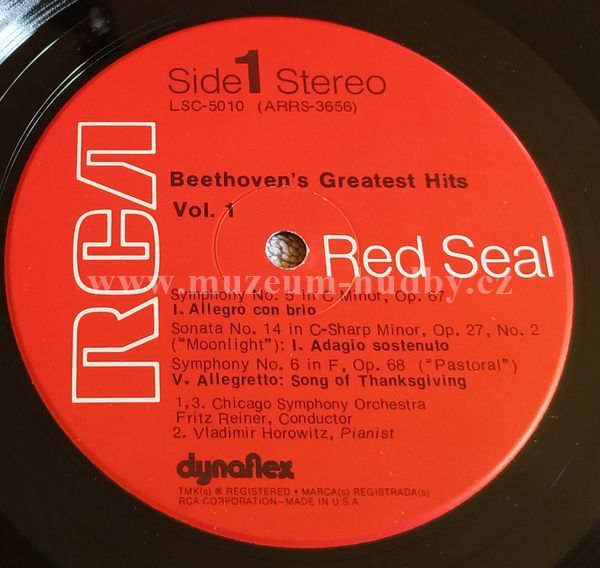 Side 1 Stereo
LSC-5010 (ARRS-3656)
RCA
Beethoven's Greatest Hits
Vol. 1
Red Seal
www.muzeum-hudby.cz
Symphony No. 5 in C Minor, Op. 67
I. Allegro con brio
Sonata No. 14 in C-Sharp Minor, Op. 27, No. 2
("Moonlight"): I. Adagio sostenuto
Symphony No. 6 in F, Op. 68 ("Pastoral")
V. Allegretto: Song of Thanksgiving
1,3. Chicago Symphony Orchestra
Fritz Reiner, Conductor
2. Vladimir Horowitz, Pianist
dynaflex
TMK(s) ® REGISTERED • MARCA(s) REGISTRADA(s)
RCA CORPORATION—MADE IN U.S.A.